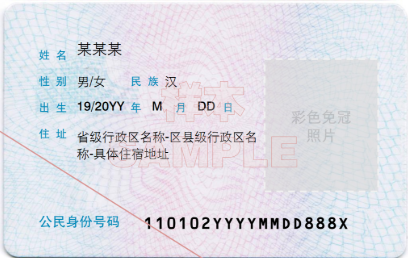 姓名 某某某
性别 男/女 民族 汉
出生 19/20YY 年 M 月 DD 日
住址 省级行政区名称-区县级行政区名
称-具体住宿地址
样本
SAMPLE
彩色免冠
照片
公民身份号码 110102YYYYMMDD888X